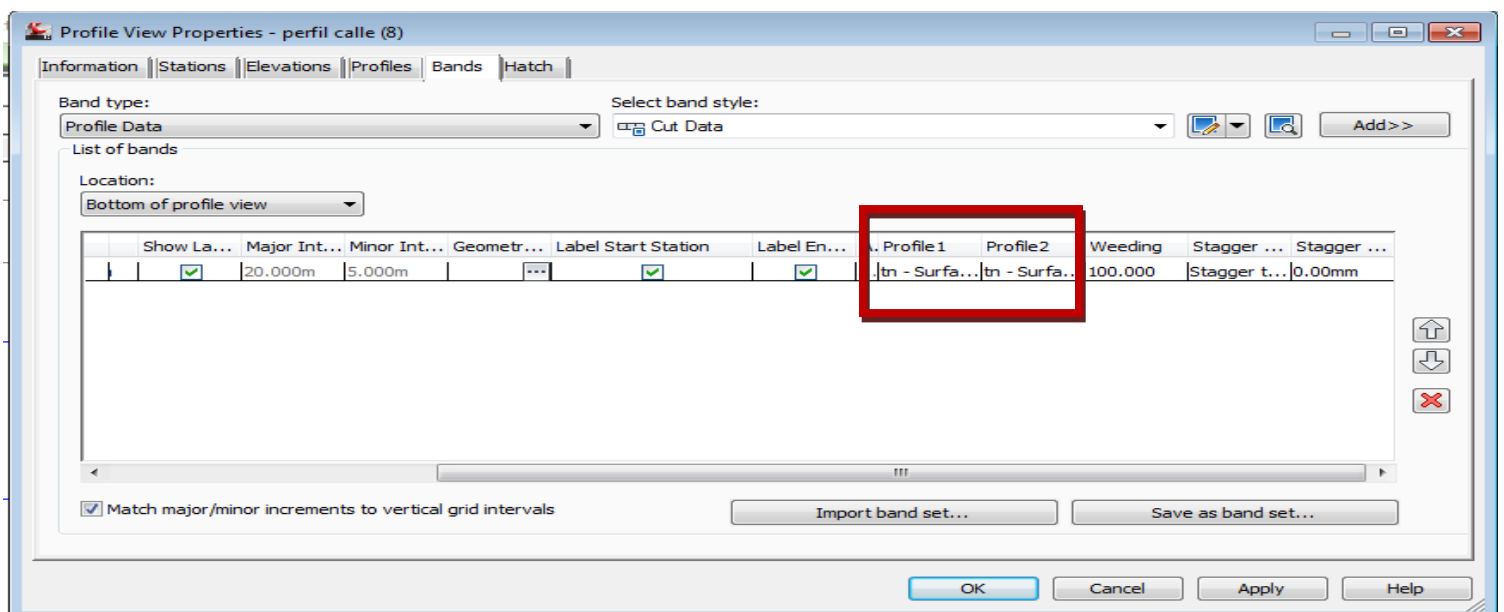 Profile View Properties - perfil calle (8)
Information Stations Elevations Profiles Bands Hatch
Band type: Select band style:
Profile Data Cut Data Add>>
List of bands
Location:
Bottom of profile view
Show La... Major Int... Minor Int... Geometr... Label Start Station Label En... A. Profile1 Profile2 Weeding Stagger ... Stagger ...
20.000m 5.000m ... tn - Surfa... tn - Surfa... 100.000 Stagger t... 0.00mm
Match major/minor increments to vertical grid intervals Import band set... Save as band set...
OK Cancel Apply Help